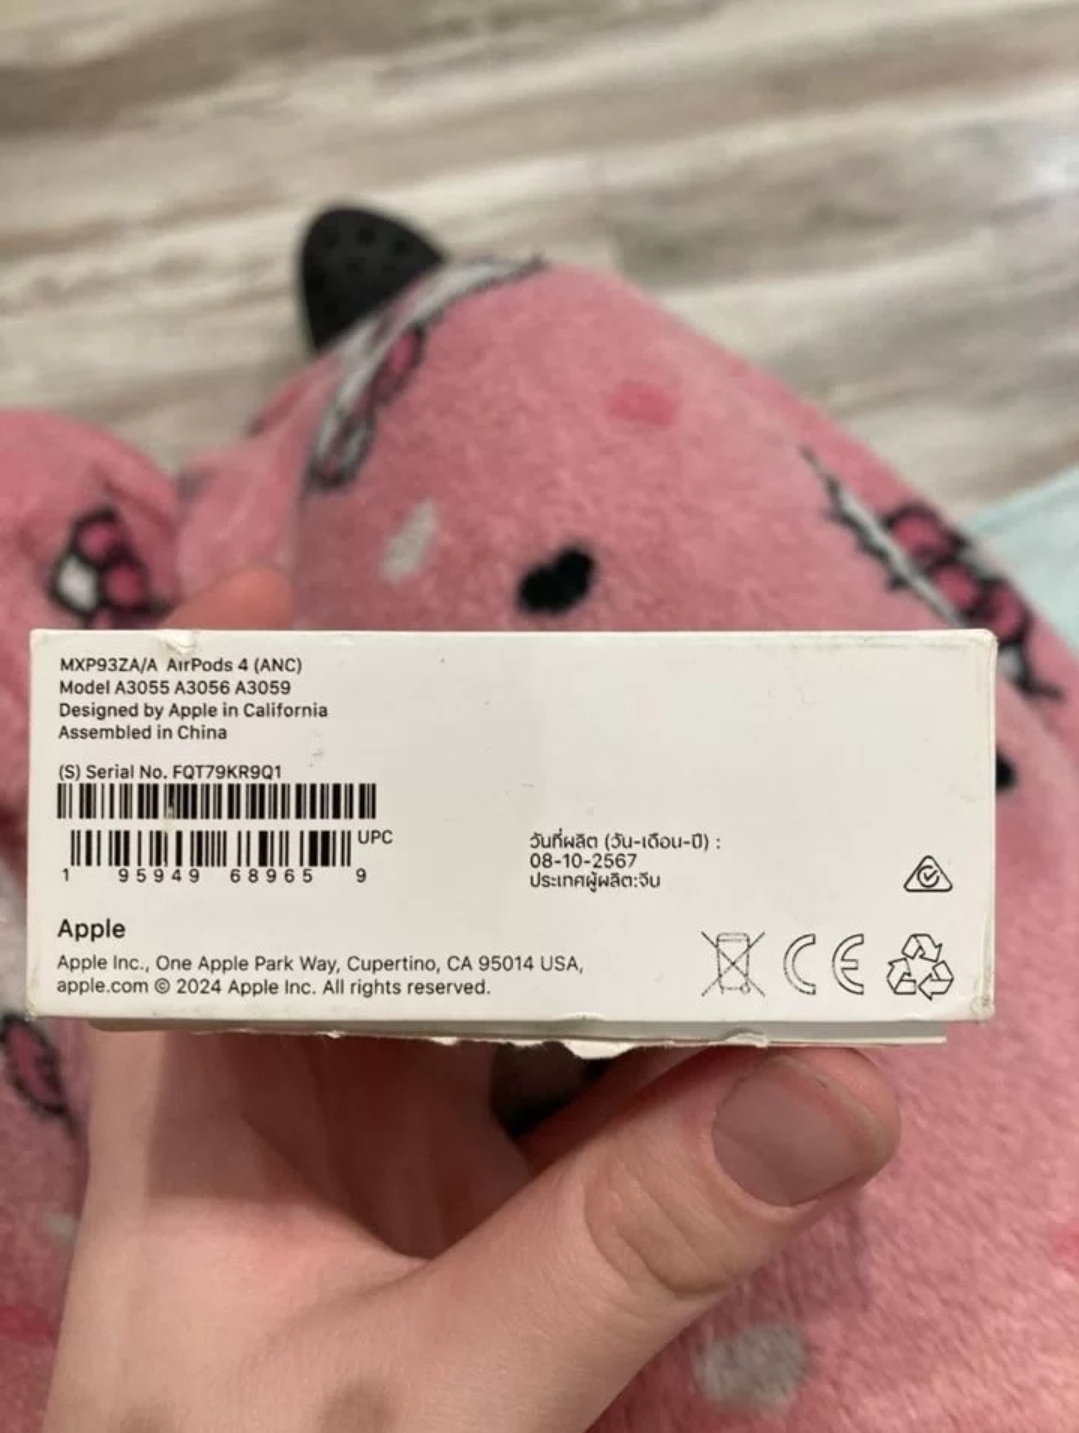 MXP93ZA/A AirPods 4 (ANC)
Model A3055 A3056 A3059
Designed by Apple in California
Assembled in China
(S) Serial No. FQT79KR9Q1
UPC
1 95949 68965 9
วันที่ผลิต (วัน-เดือน-ปี) :
08-10-2567
ประเทศผู้ผลิต:จีน
Apple
Apple Inc., One Apple Park Way, Cupertino, CA 95014 USA,
apple.com © 2024 Apple Inc. All rights reserved.
CE